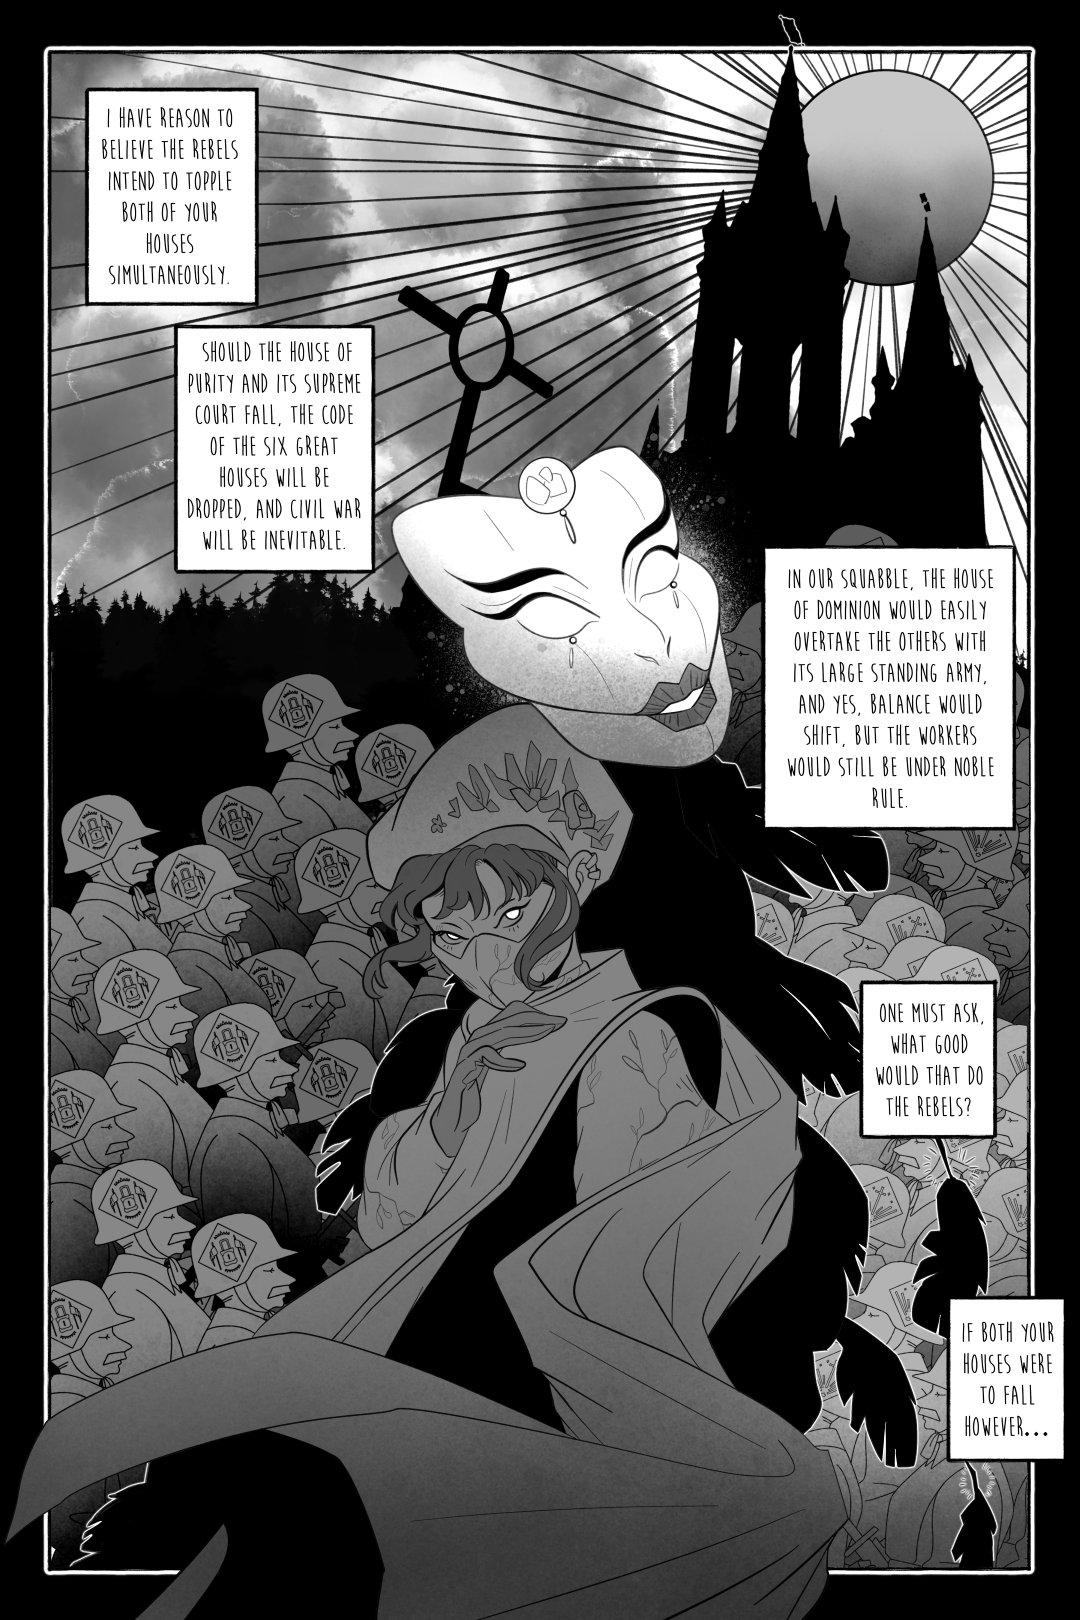 I HAVE REASON TO
BELIEVE THE REBELS
INTEND TO TOPPLE
BOTH OF YOUR
HOUSES
SIMULTANEOUSLY.
SHOULD THE HOUSE OF
PURITY AND ITS SUPREME
COURT FALL, THE CODE
OF THE SIX GREAT
HOUSES WILL BE
DROPPED, AND CIVIL WAR
WILL BE INEVITABLE.
IN OUR SQUABBLE, THE HOUSE
OF DOMINION WOULD EASILY
OVERTAKE THE OTHERS WITH
ITS LARGE STANDING ARMY,
AND YES, BALANCE WOULD
SHIFT, BUT THE WORKERS
WOULD STILL BE UNDER NOBLE
RULE.
ONE MUST ASK,
WHAT GOOD
WOULD THAT DO
THE REBELS?
IF BOTH YOUR
HOUSES WERE
TO FALL
HOWEVER...